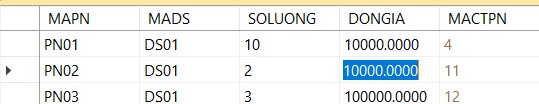 MAPN MADS SOLUONG DONGIA MACTPN
PN01 DS01 10 10000.0000 4
PN02 DS01 2 10000.0000 11
PN03 DS01 3 100000.0000 12